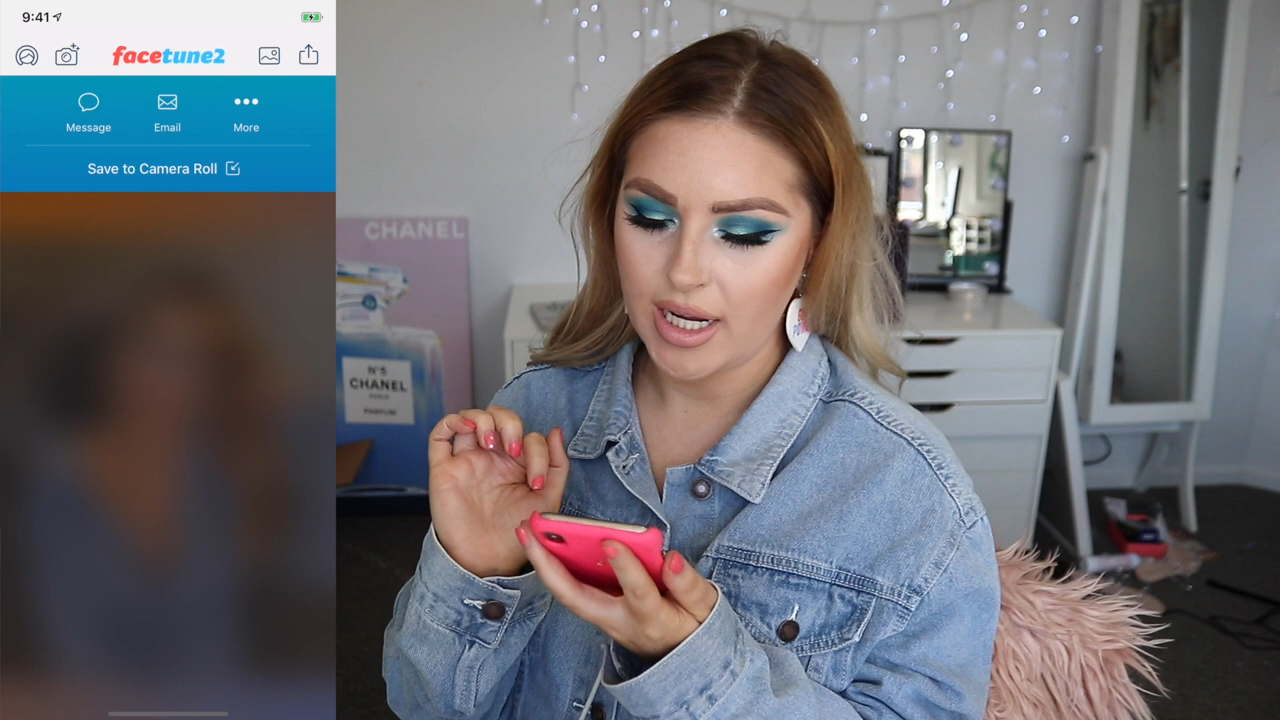 9:41
facetune2
Message
Email
More
Save to Camera Roll
CHANEL
N°5
CHANEL
PARIS
PARFUM